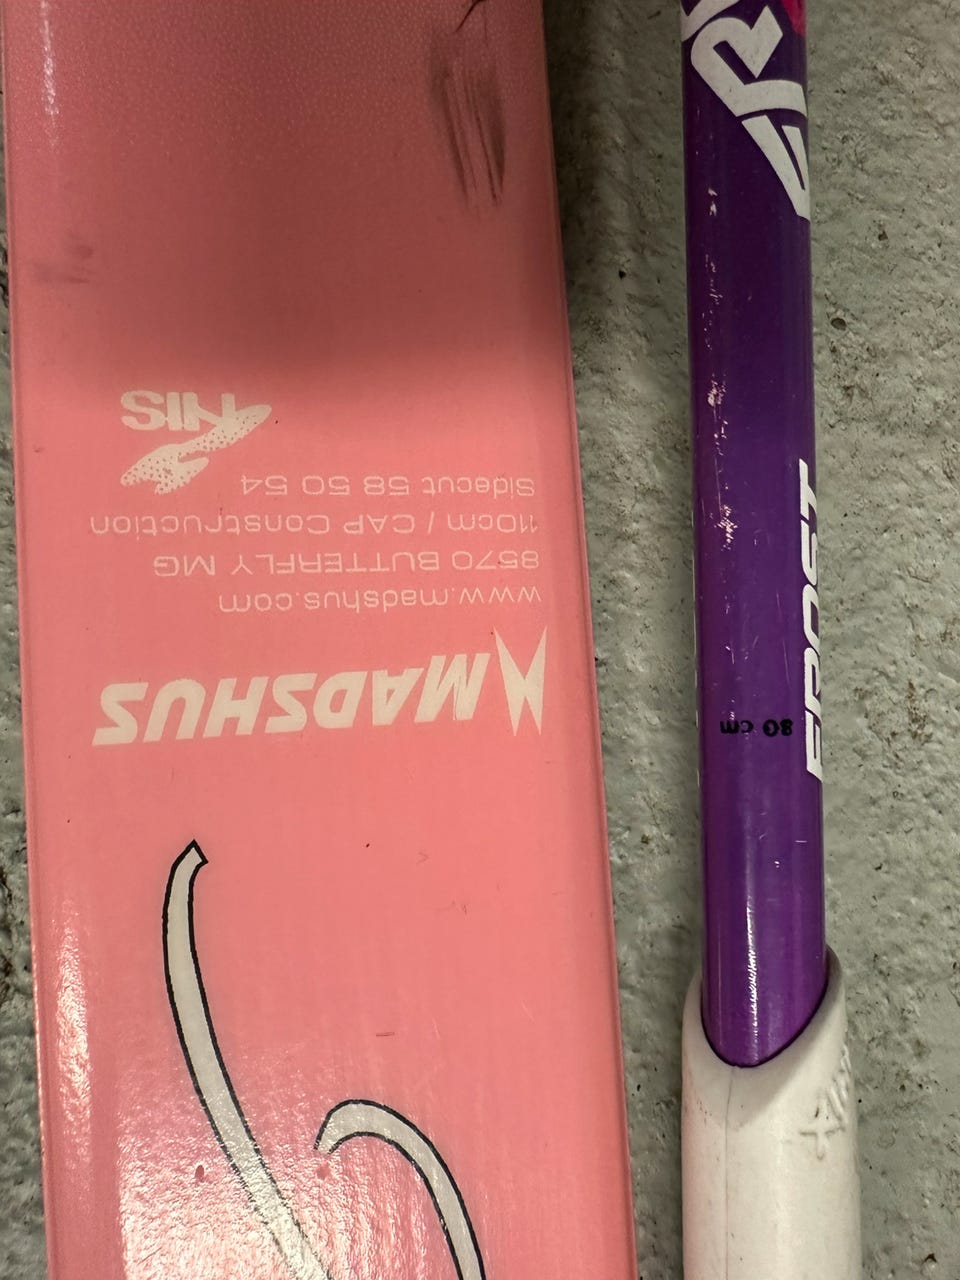 MADSHUS
www.madshus.com
8570 BUTTERFLY MG
110cm / CAP Construction
Sidecut 58 50 54
NIS
FROST
80 cm